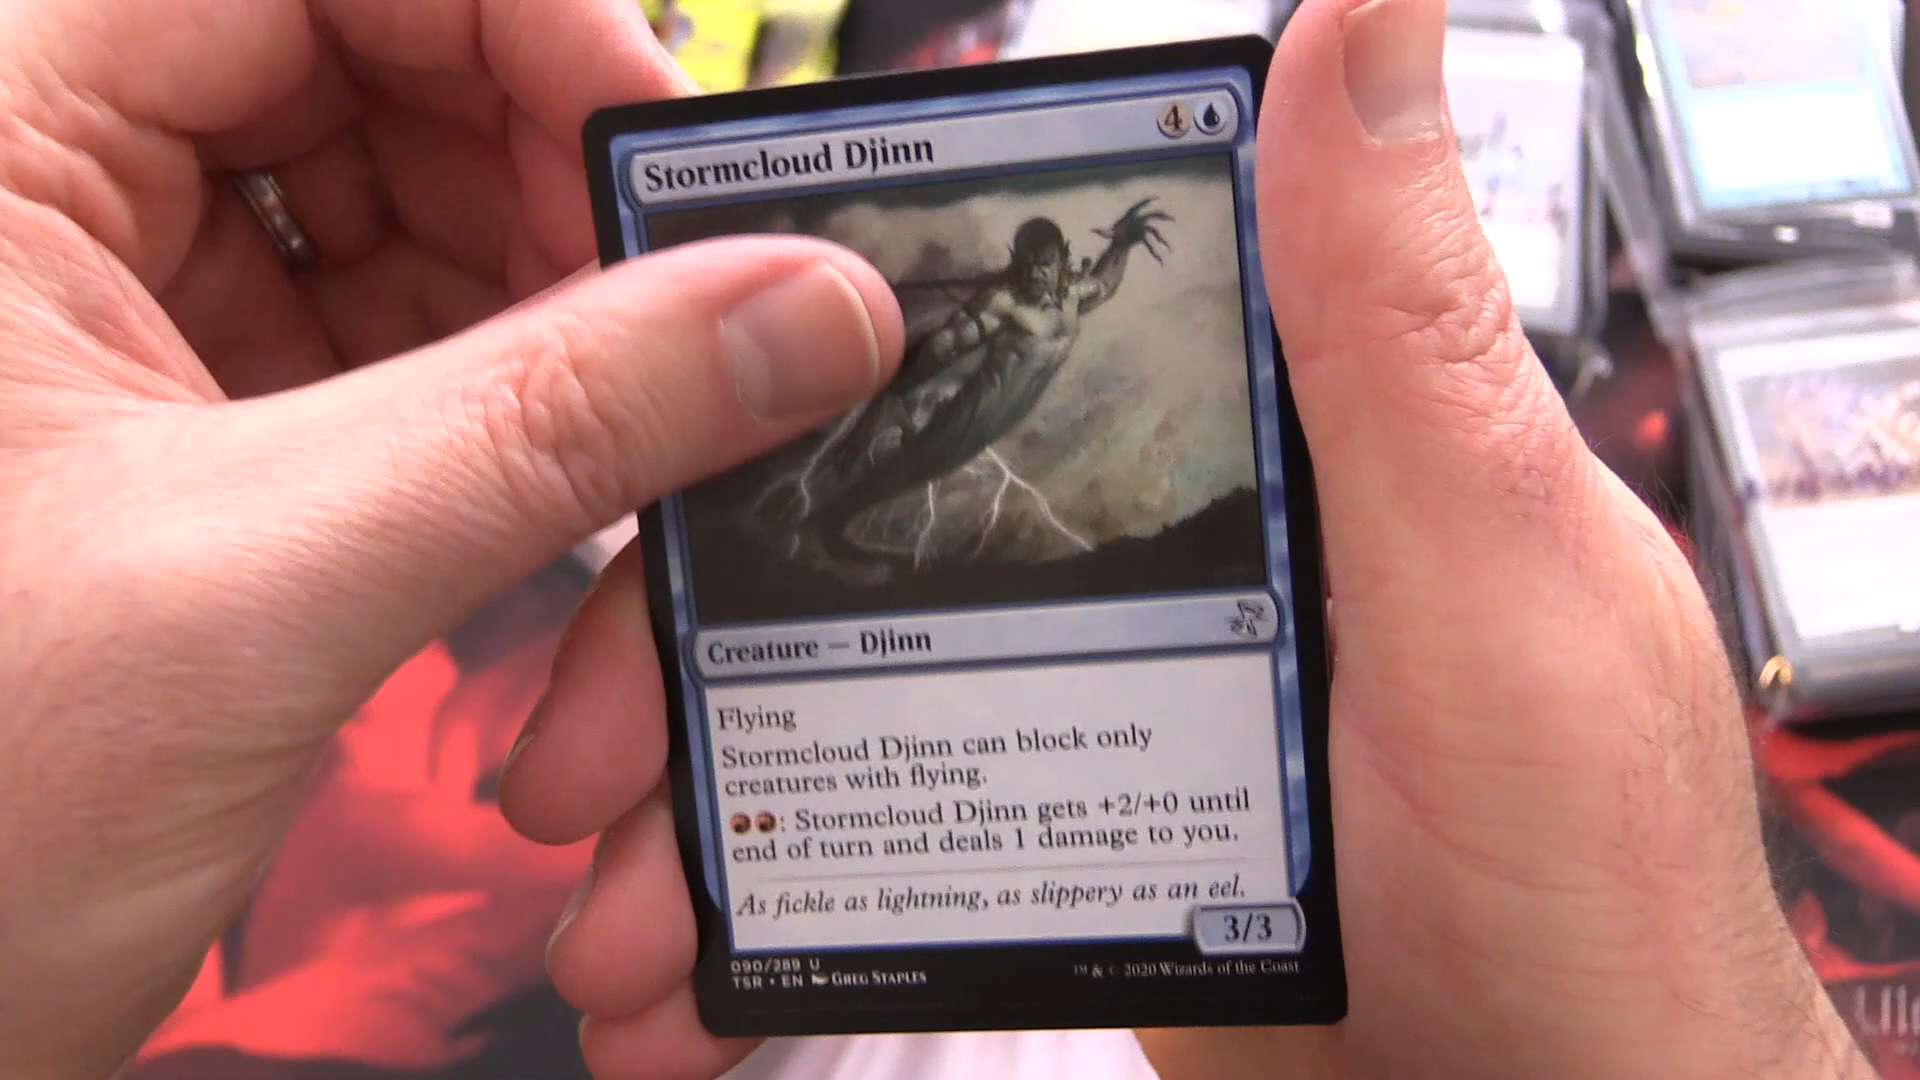 Stormcloud Djinn
4
Creature — Djinn
Flying
Stormcloud Djinn can block only
creatures with flying.
: Stormcloud Djinn gets +2/+0 until
end of turn and deals 1 damage to you.
As fickle as lightning, as slippery as an eel.
3/3
090/289 U
TSR • EN GREG STAPLES
™ & © 2020 Wizards of the Coast